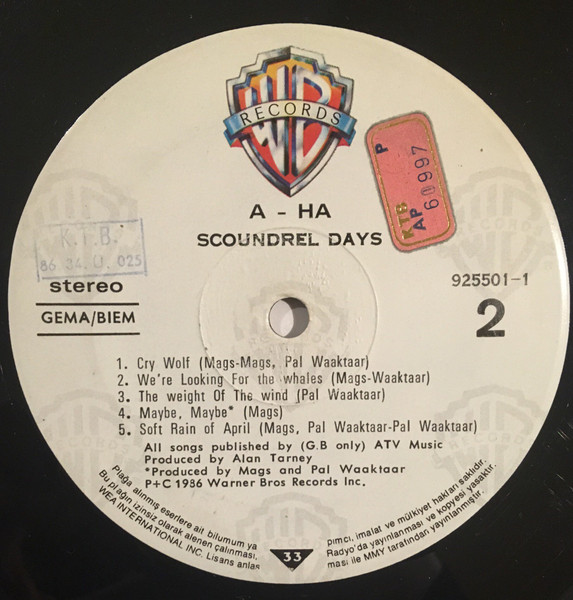 WB
RECORDS
P
KTB
AP 60997
A - HA
SCOUNDREL DAYS
K.T.B.
86 34. Ü. 025
stereo
GEMA/BIEM
925501-1
2
1. Cry Wolf (Mags-Mags, Pal Waaktaar)
2. We're Looking For the whales (Mags-Waaktaar)
3. The weight Of The wind (Pal Waaktaar)
4. Maybe, Maybe* (Mags)
5. Soft Rain of April (Mags, Pal Waaktaar-Pal Waaktaar)
All songs published by (G.B only) ATV Music
Produced by Alan Tarney
*Produced by Mags and Pal Waaktaar
P+C 1986 Warner Bros Records Inc.
Plağa alınmış eserlere ait bilumum ya
Bu plağın izinsiz olarak alenen çalınması,
WEA INTERNATIONAL INC. Lisans anlas
33
pımcı, imalat ve mülkiyet hakları saklıdır.
Radyo'da yayınlanması ve kopyesi yasaktır.
ması ile MMY tarafından yayınlanmıştır.